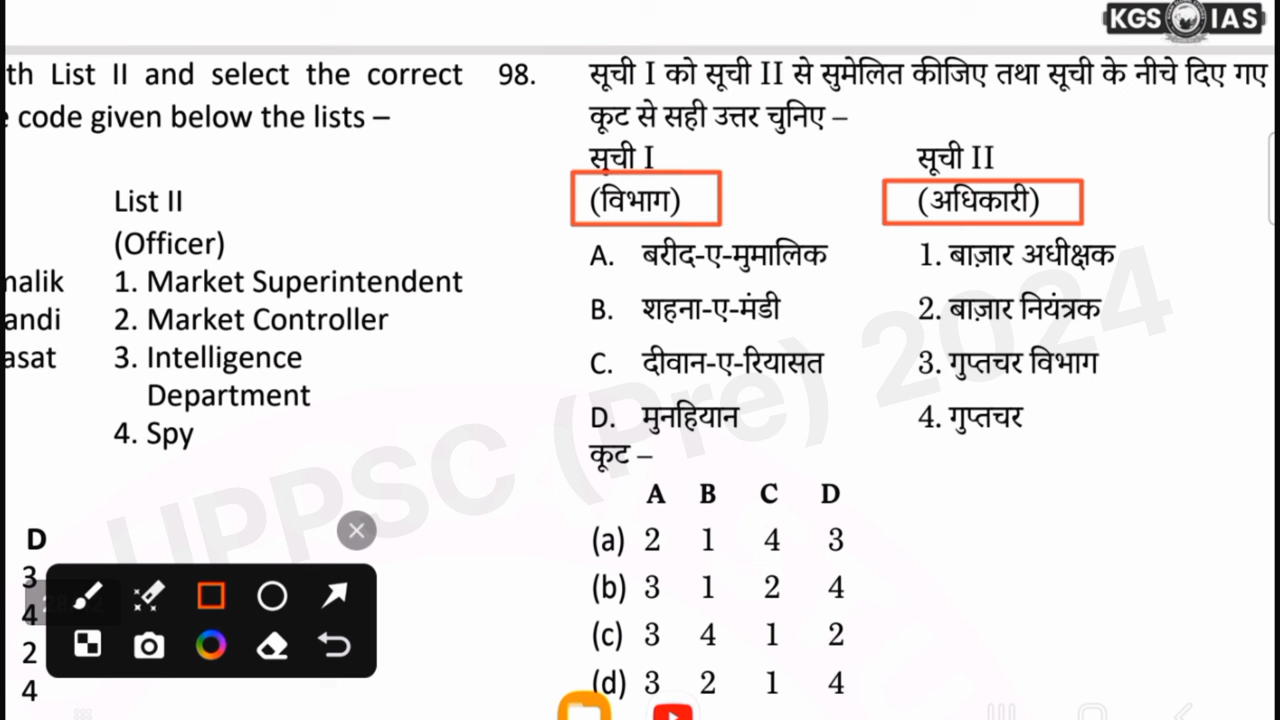 KGS IAS
th List II and select the correct
code given below the lists –
List II
(Officer)
malik 1. Market Superintendent
andi 2. Market Controller
asat 3. Intelligence
Department
4. Spy
D
3
4
2
4
98. सूची I को सूची II से सुमेलित कीजिए तथा सूची के नीचे दिए गए
कूट से सही उत्तर चुनिए –
सूची I सूची II
(विभाग) (अधिकारी)
A. बरीद-ए-मुमालिक 1. बाज़ार अधीक्षक
B. शहना-ए-मंडी 2. बाज़ार नियंत्रक
C. दीवान-ए-रियासत 3. गुप्तचर विभाग
D. मुनहियान 4. गुप्तचर
कूट –
A B C D
(a) 2 1 4 3
(b) 3 1 2 4
(c) 3 4 1 2
(d) 3 2 1 4
UPPSC (Pre) 2024